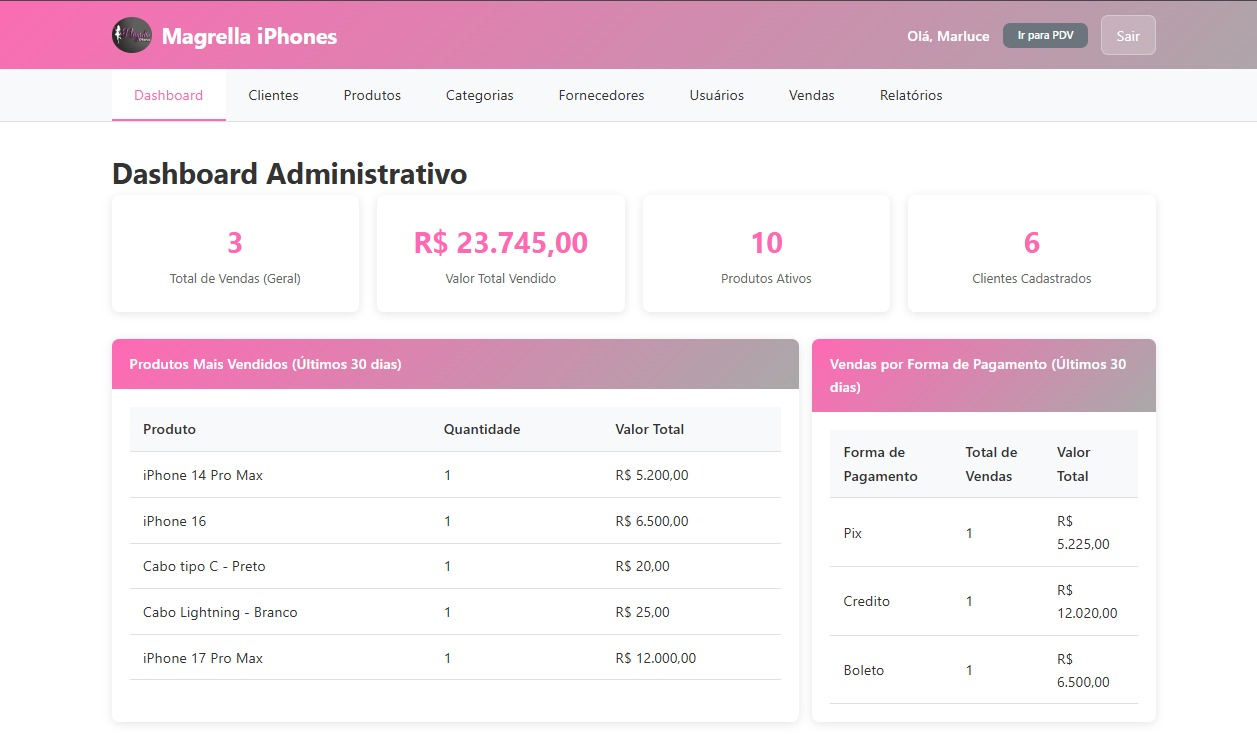 Magrella iPhones
Olá, Marluce
Ir para PDV
Sair
Dashboard
Clientes
Produtos
Categorias
Fornecedores
Usuários
Vendas
Relatórios
Dashboard Administrativo
3
Total de Vendas (Geral)
R$ 23.745,00
Valor Total Vendido
10
Produtos Ativos
6
Clientes Cadastrados
Produtos Mais Vendidos (Últimos 30 dias)
Produto Quantidade Valor Total
iPhone 14 Pro Max 1 R$ 5.200,00
iPhone 16 1 R$ 6.500,00
Cabo tipo C - Preto 1 R$ 20,00
Cabo Lightning - Branco 1 R$ 25,00
iPhone 17 Pro Max 1 R$ 12.000,00
Vendas por Forma de Pagamento (Últimos 30
dias)
Forma de Total de Valor
Pagamento Vendas Total
Pix 1 R$
5.225,00
Credito 1 R$
12.020,00
Boleto 1 R$
6.500,00